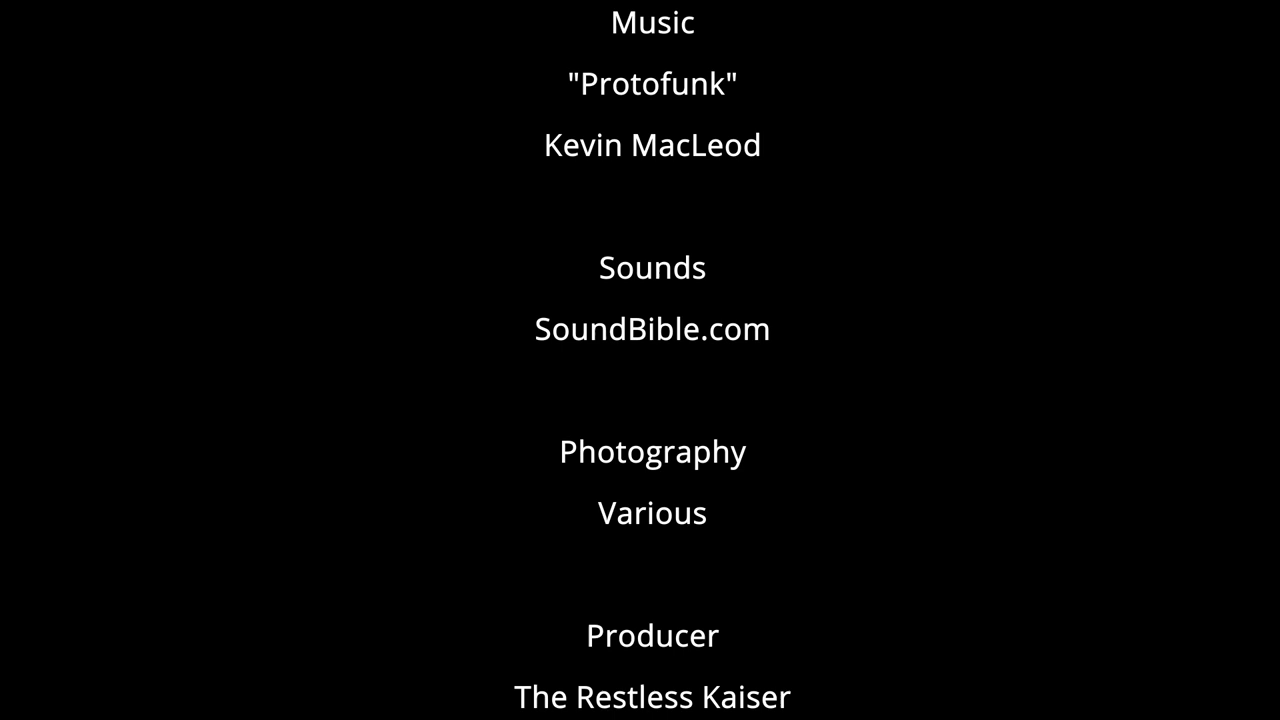 Music
"Protofunk"
Kevin MacLeod
Sounds
SoundBible.com
Photography
Various
Producer
The Restless Kaiser